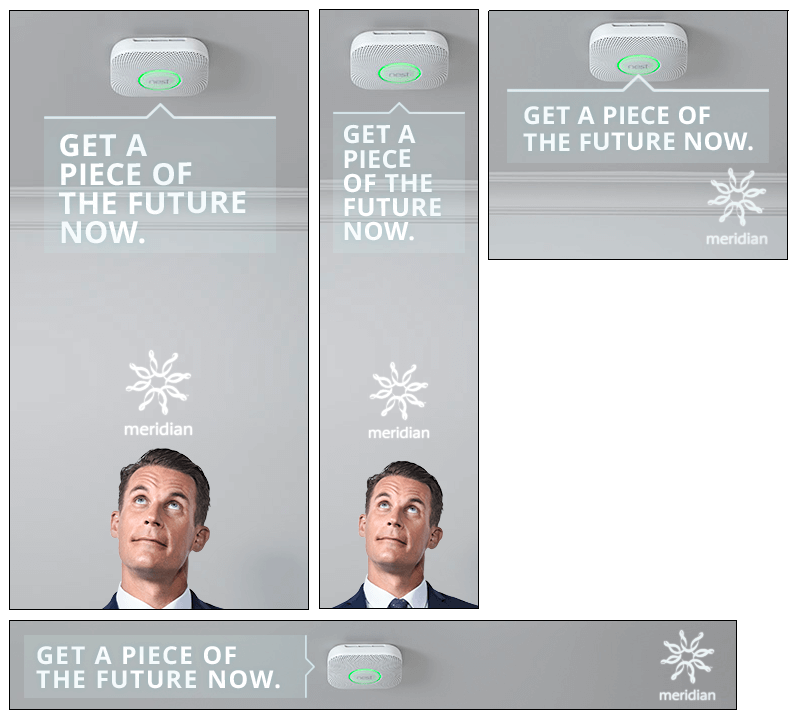 nest
GET A
PIECE OF
THE FUTURE
NOW.
meridian
nest
GET A
PIECE
OF THE
FUTURE
NOW.
meridian
nest
GET A PIECE OF
THE FUTURE NOW.
meridian
GET A PIECE OF
THE FUTURE NOW.
nest
meridian